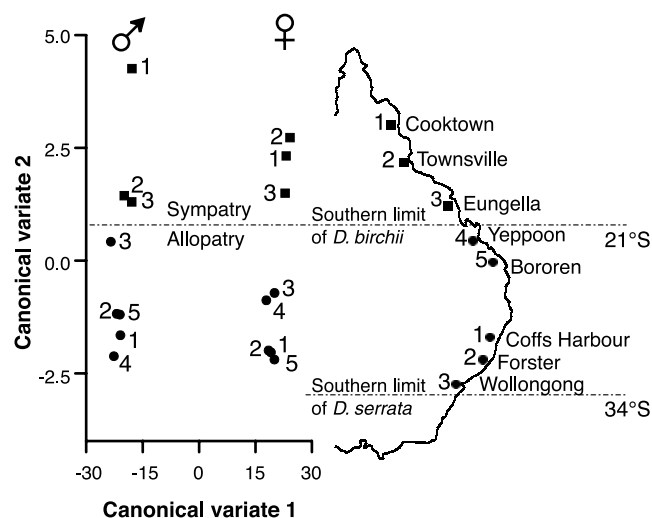 ♂ ♀
5.0
2.5
0.0
-2.5
Canonical variate 2
1
2
3
2
1
3
Sympatry
Allopatry
3
2 5
1
4
3
4
2 1
5
-30 -15 0 15 30
Canonical variate 1
1 Cooktown
2 Townsville
3 Eungella
Southern limit
of D. birchii
21°S
4 Yeppoon
5 Bororen
1 Coffs Harbour
2 Forster
3 Wollongong
Southern limit
of D. serrata
34°S